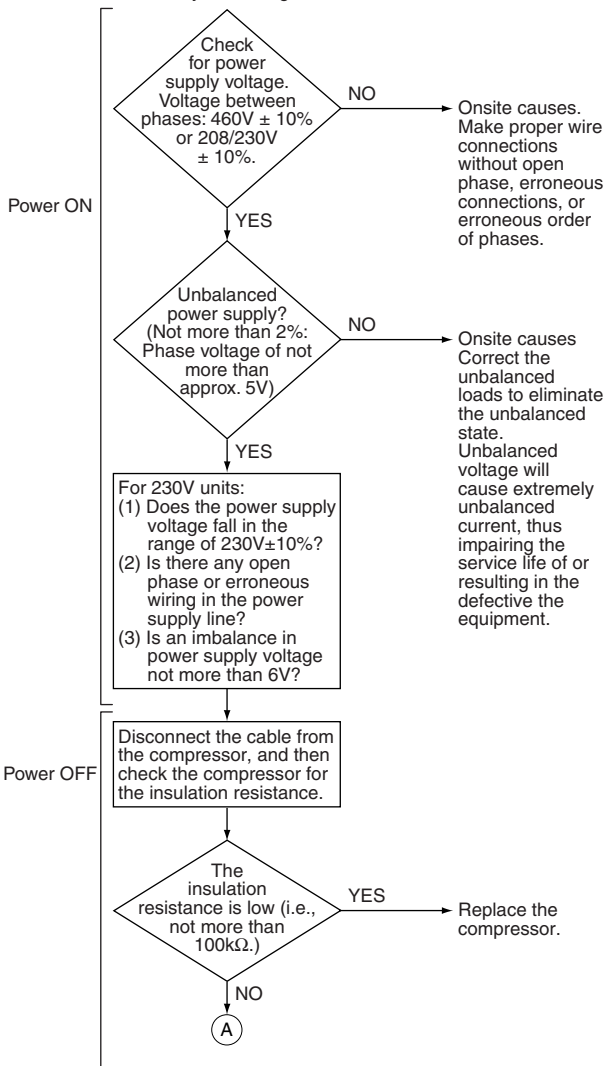 Check
for power
supply voltage.
Voltage between
phases: 460V ± 10%
or 208/230V
± 10%.
NO
Onsite causes.
Make proper wire
connections
without open
phase, erroneous
connections, or
erroneous order
of phases.
Power ON
YES
Unbalanced
power supply?
(Not more than 2%:
Phase voltage of not
more than
approx. 5V)
NO
Onsite causes
Correct the
unbalanced
loads to eliminate
the unbalanced
state.
Unbalanced
voltage will
cause extremely
unbalanced
current, thus
impairing the
service life of or
resulting in the
defective the
equipment.
YES
For 230V units:
(1) Does the power supply
voltage fall in the
range of 230V±10%?
(2) Is there any open
phase or erroneous
wiring in the power
supply line?
(3) Is an imbalance in
power supply voltage
not more than 6V?
Power OFF
Disconnect the cable from
the compressor, and then
check the compressor for
the insulation resistance.
The
insulation
resistance is low (i.e.,
not more than
100kΩ.)
YES
Replace the
compressor.
NO
A